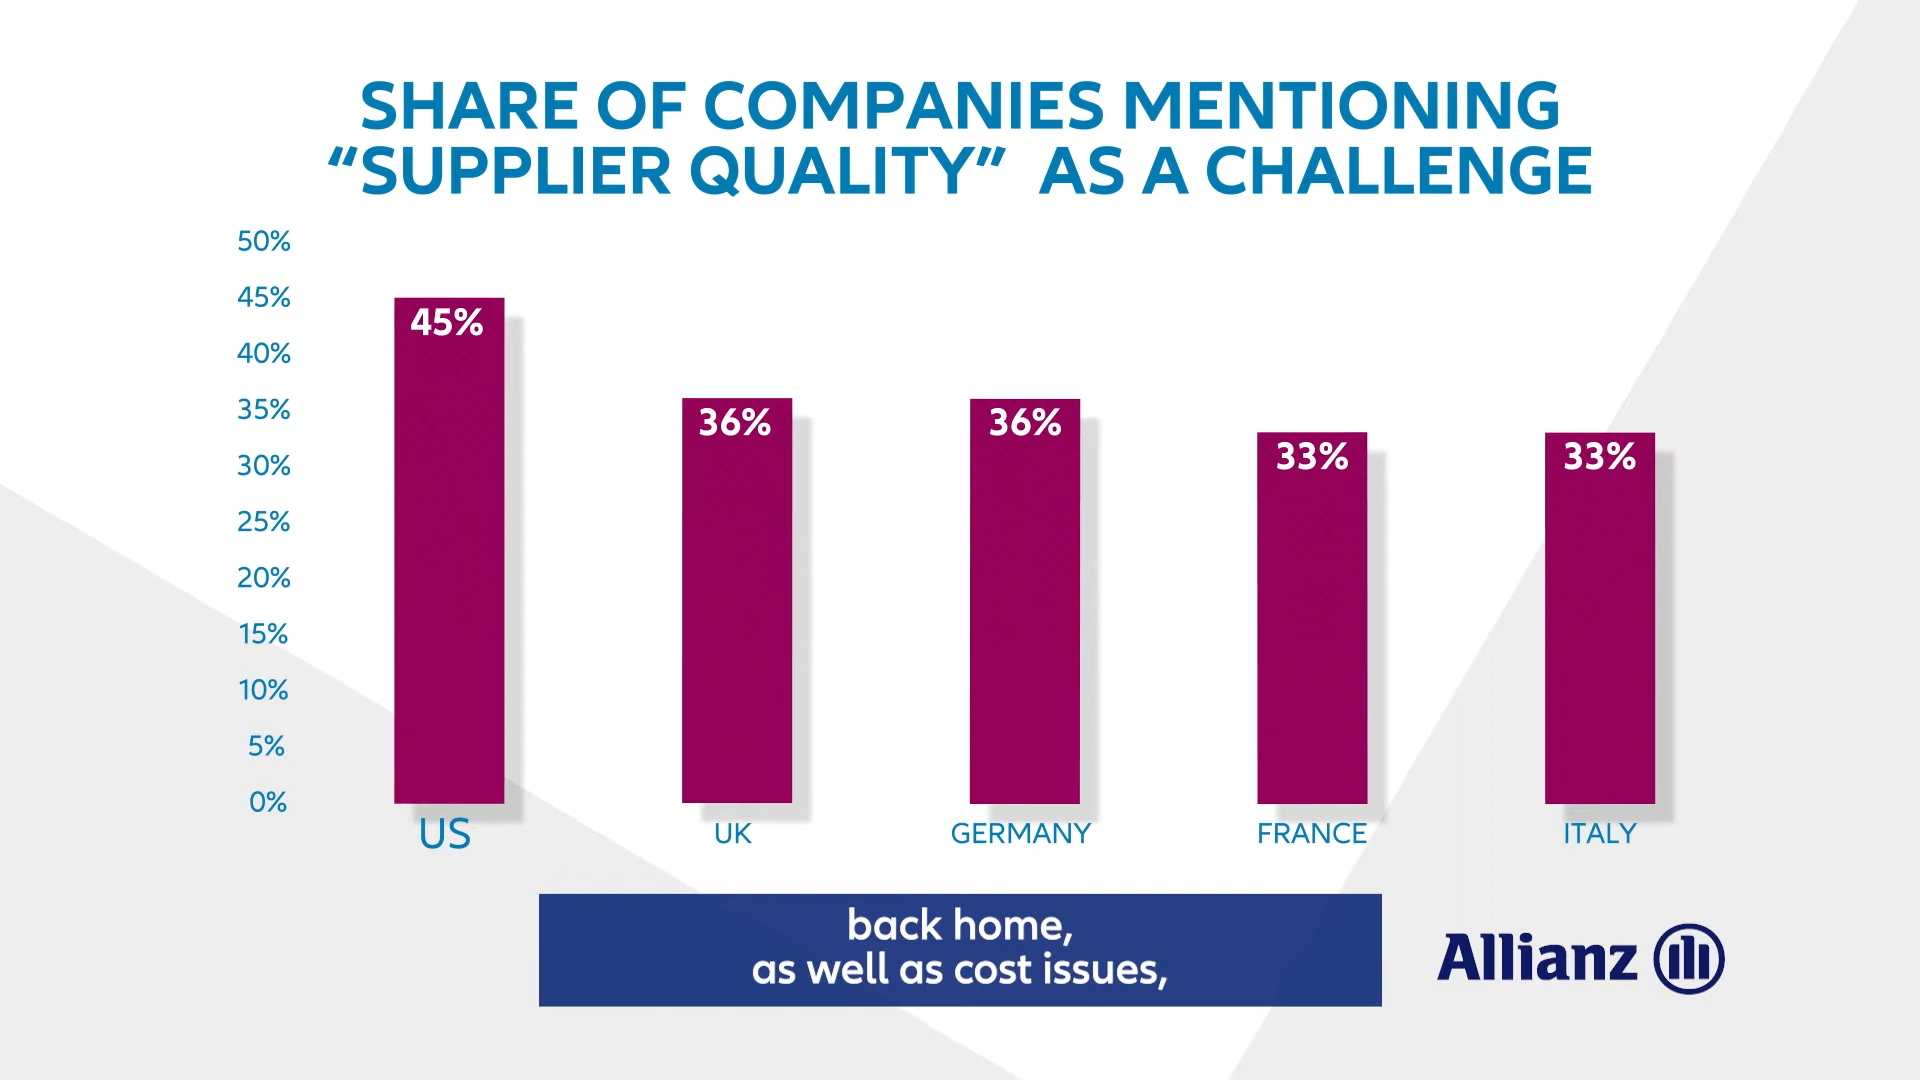 SHARE OF COMPANIES MENTIONING
“SUPPLIER QUALITY” AS A CHALLENGE
50%
45%
40%
35%
30%
25%
20%
15%
10%
5%
0%
45%
36%
36%
33%
33%
US
UK
GERMANY
FRANCE
ITALY
back home,
as well as cost issues,
Allianz